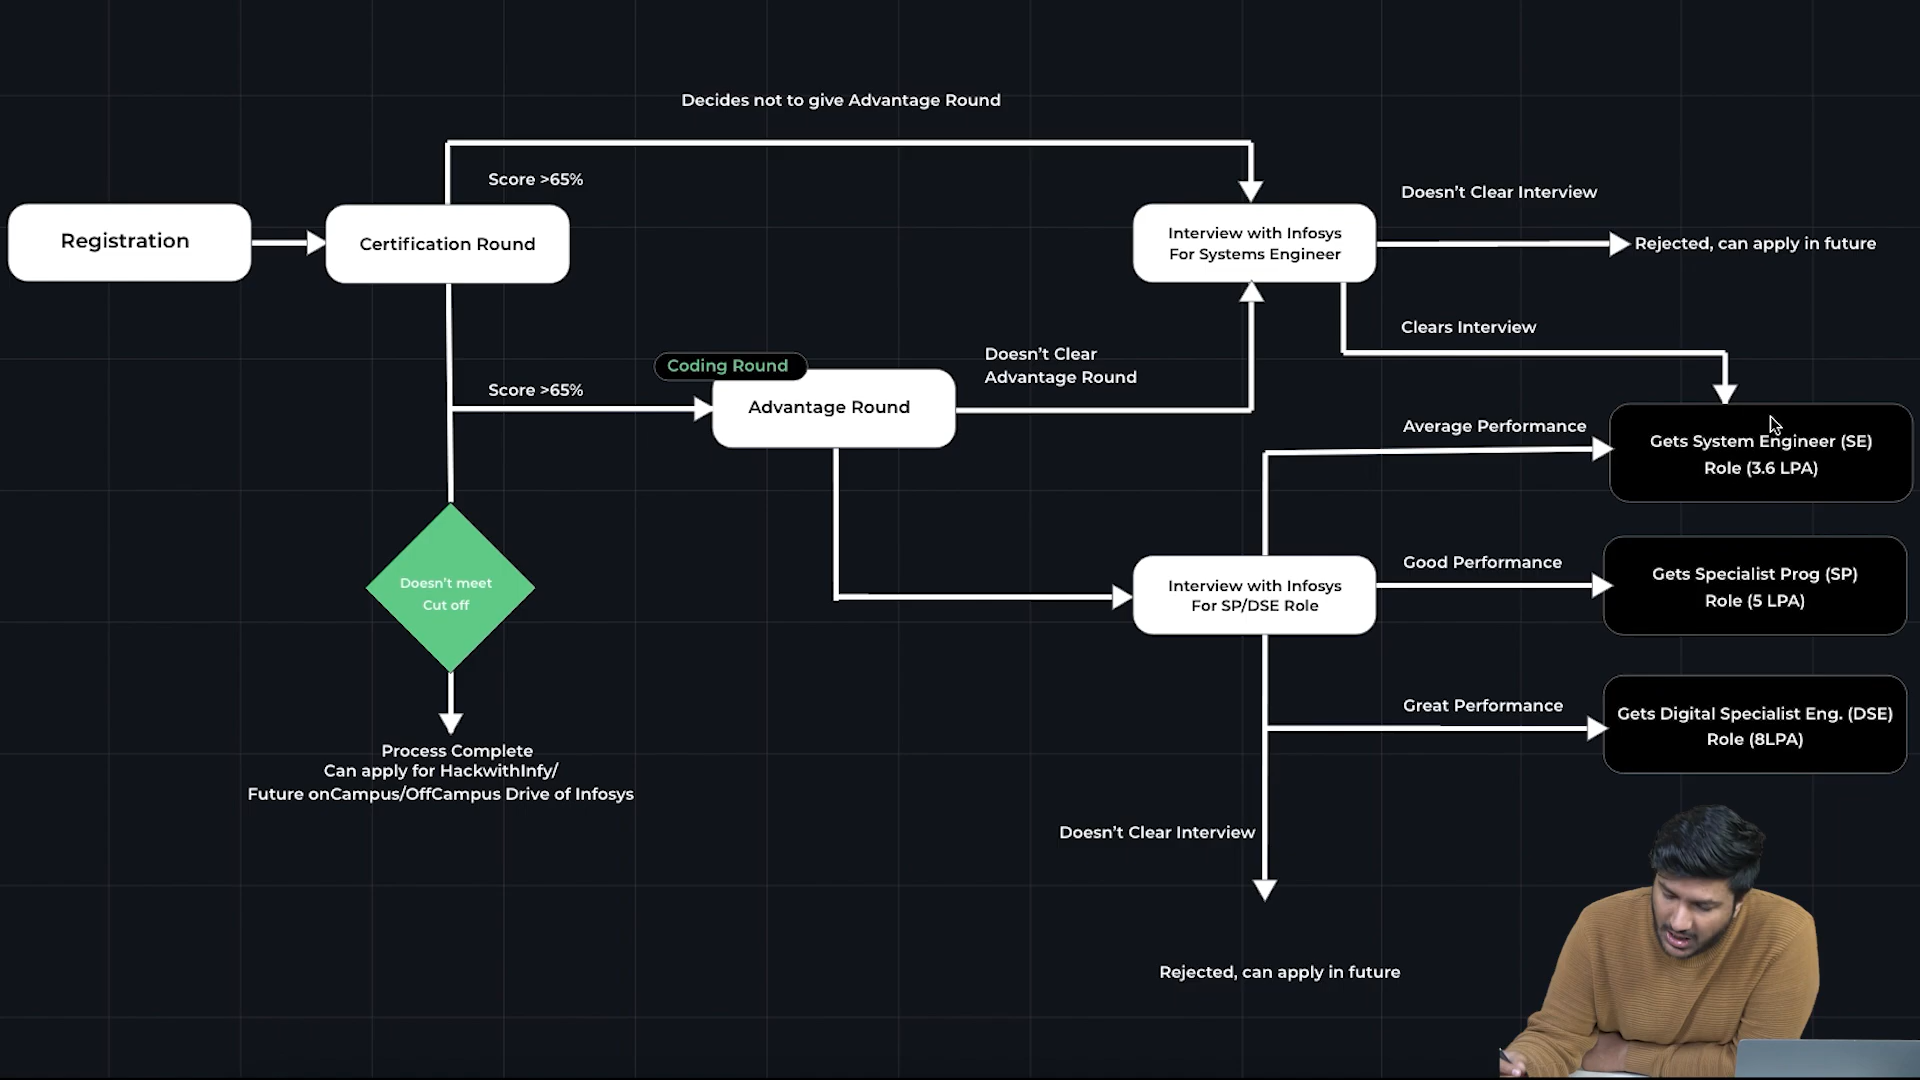 Decides not to give Advantage Round
Score >65%
Registration
Certification Round
Interview with Infosys
For Systems Engineer
Doesn’t Clear Interview
Rejected, can apply in future
Clears Interview
Score >65%
Coding Round
Advantage Round
Doesn’t Clear
Advantage Round
Average Performance
Gets System Engineer (SE)
Role (3.6 LPA)
Doesn’t meet
Cut off
Interview with Infosys
For SP/DSE Role
Good Performance
Gets Specialist Prog (SP)
Role (5 LPA)
Great Performance
Gets Digital Specialist Eng. (DSE)
Role (8LPA)
Process Complete
Can apply for HackwithInfy/
Future onCampus/OffCampus Drive of Infosys
Doesn’t Clear Interview
Rejected, can apply in future